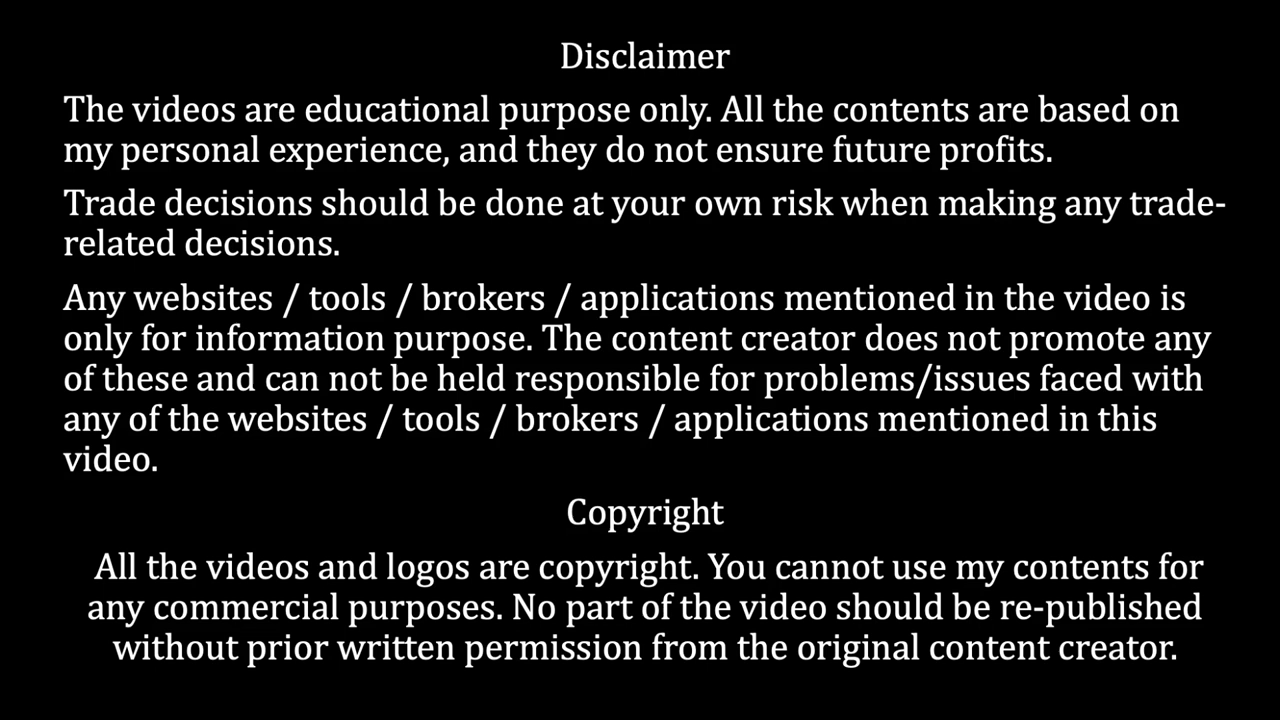 Disclaimer
The videos are educational purpose only. All the contents are based on
my personal experience, and they do not ensure future profits.
Trade decisions should be done at your own risk when making any trade-
related decisions.
Any websites / tools / brokers / applications mentioned in the video is
only for information purpose. The content creator does not promote any
of these and can not be held responsible for problems/issues faced with
any of the websites / tools / brokers / applications mentioned in this
video.
Copyright
All the videos and logos are copyright. You cannot use my contents for
any commercial purposes. No part of the video should be re-published
without prior written permission from the original content creator.